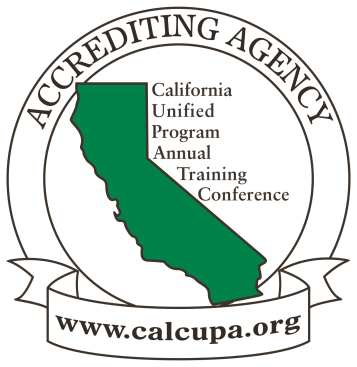 ACCREDITING AGENCY
California
Unified
Program
Annual
Training
Conference
www.calcupa.org